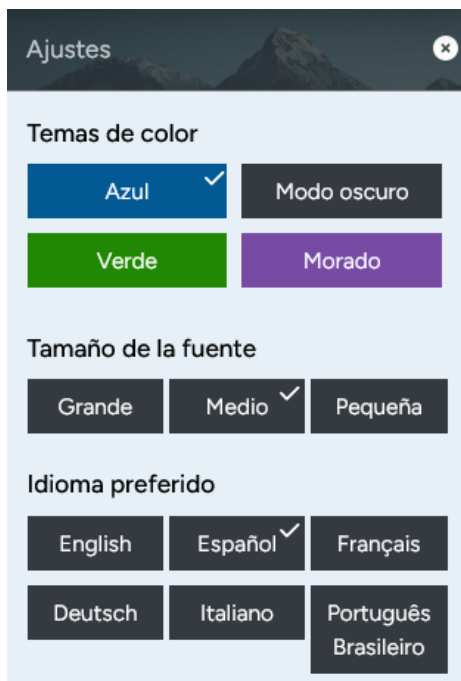 Ajustes
Temas de color
Azul
Modo oscuro
Verde
Morado
Tamaño de la fuente
Grande
Medio
Pequeña
Idioma preferido
English
Español
Français
Deutsch
Italiano
Português
Brasileiro